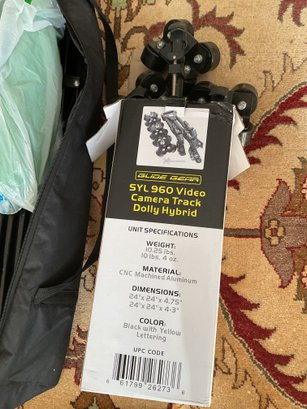 GLIDE GEAR
SYL 960 Video
Camera Track
Dolly Hybrid
UNIT SPECIFICATIONS
WEIGHT:
10.25 lbs.
10 lbs. 4 oz.
MATERIAL:
CNC Machined Aluminum
DIMENSIONS:
24"x 24"x 4.75"
24"x 24"x 4-3"
COLOR:
Black with Yellow
Lettering
UPC CODE
6 61799 26273 6